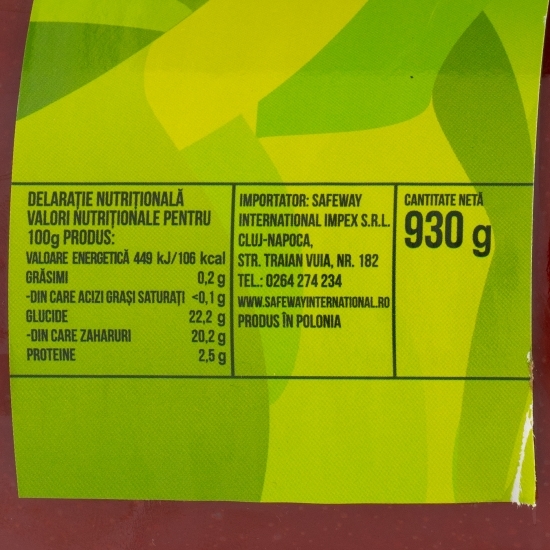 DELARAȚIE NUTRIȚIONALĂ
VALORI NUTRIȚIONALE PENTRU
100g PRODUS:
VALOARE ENERGETICĂ 449 kJ/106 kcal
GRĂSIMI 0,2 g
-DIN CARE ACIZI GRAȘI SATURAȚI <0,1 g
GLUCIDE 22,2 g
-DIN CARE ZAHARURI 20,2 g
PROTEINE 2,5 g
IMPORTATOR: SAFEWAY
INTERNATIONAL IMPEX S.R.L.
CLUJ-NAPOCA,
STR. TRAIAN VUIA, NR. 182
TEL.: 0264 274 234
WWW.SAFEWAYINTERNATIONAL.RO
PRODUS ÎN POLONIA
CANTITATE NETĂ
930 g